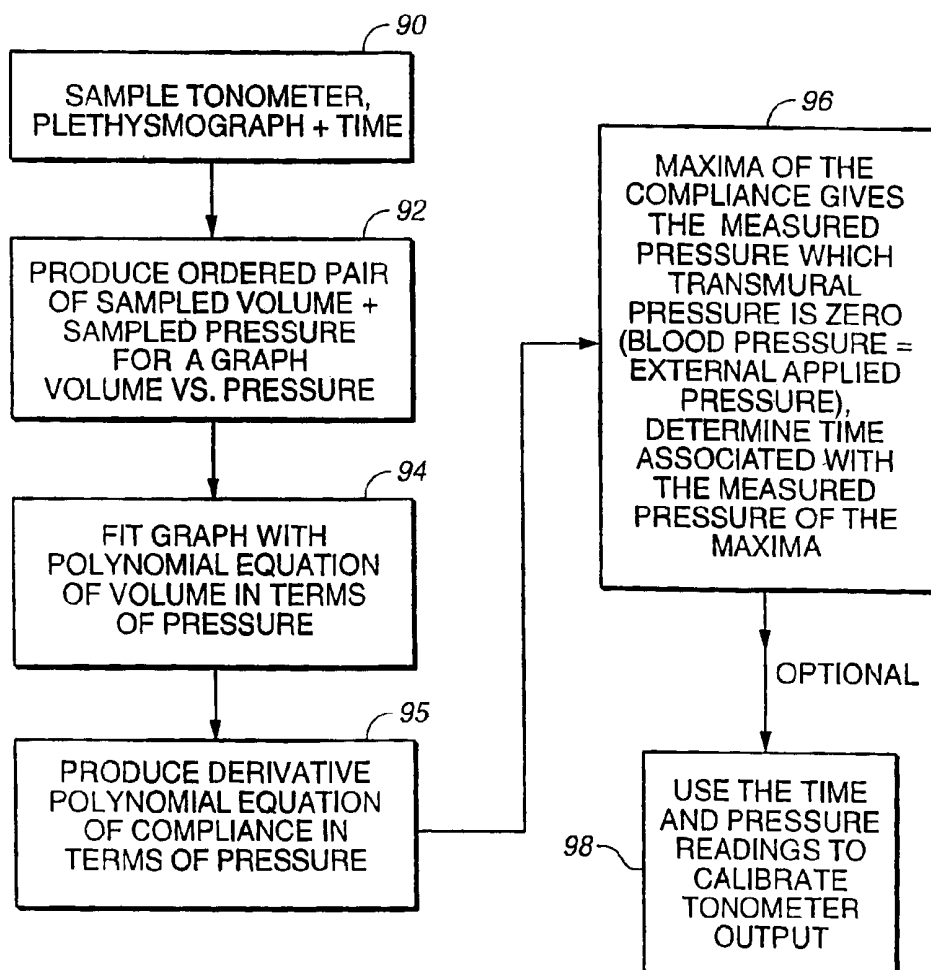 90
SAMPLE TONOMETER,
PLETHYSMOGRAPH + TIME
92
PRODUCE ORDERED PAIR
OF SAMPLED VOLUME +
SAMPLED PRESSURE
FOR A GRAPH
VOLUME VS. PRESSURE
94
FIT GRAPH WITH
POLYNOMIAL EQUATION
OF VOLUME IN TERMS
OF PRESSURE
95
PRODUCE DERIVATIVE
POLYNOMIAL EQUATION
OF COMPLIANCE IN
TERMS OF PRESSURE
96
MAXIMA OF THE
COMPLIANCE GIVES
THE MEASURED
PRESSURE WHICH
TRANSMURAL
PRESSURE IS ZERO
(BLOOD PRESSURE =
EXTERNAL APPLIED
PRESSURE),
DETERMINE TIME
ASSOCIATED WITH
THE MEASURED
PRESSURE OF THE
MAXIMA
OPTIONAL
98
USE THE TIME
AND PRESSURE
READINGS TO
CALIBRATE
TONOMETER
OUTPUT